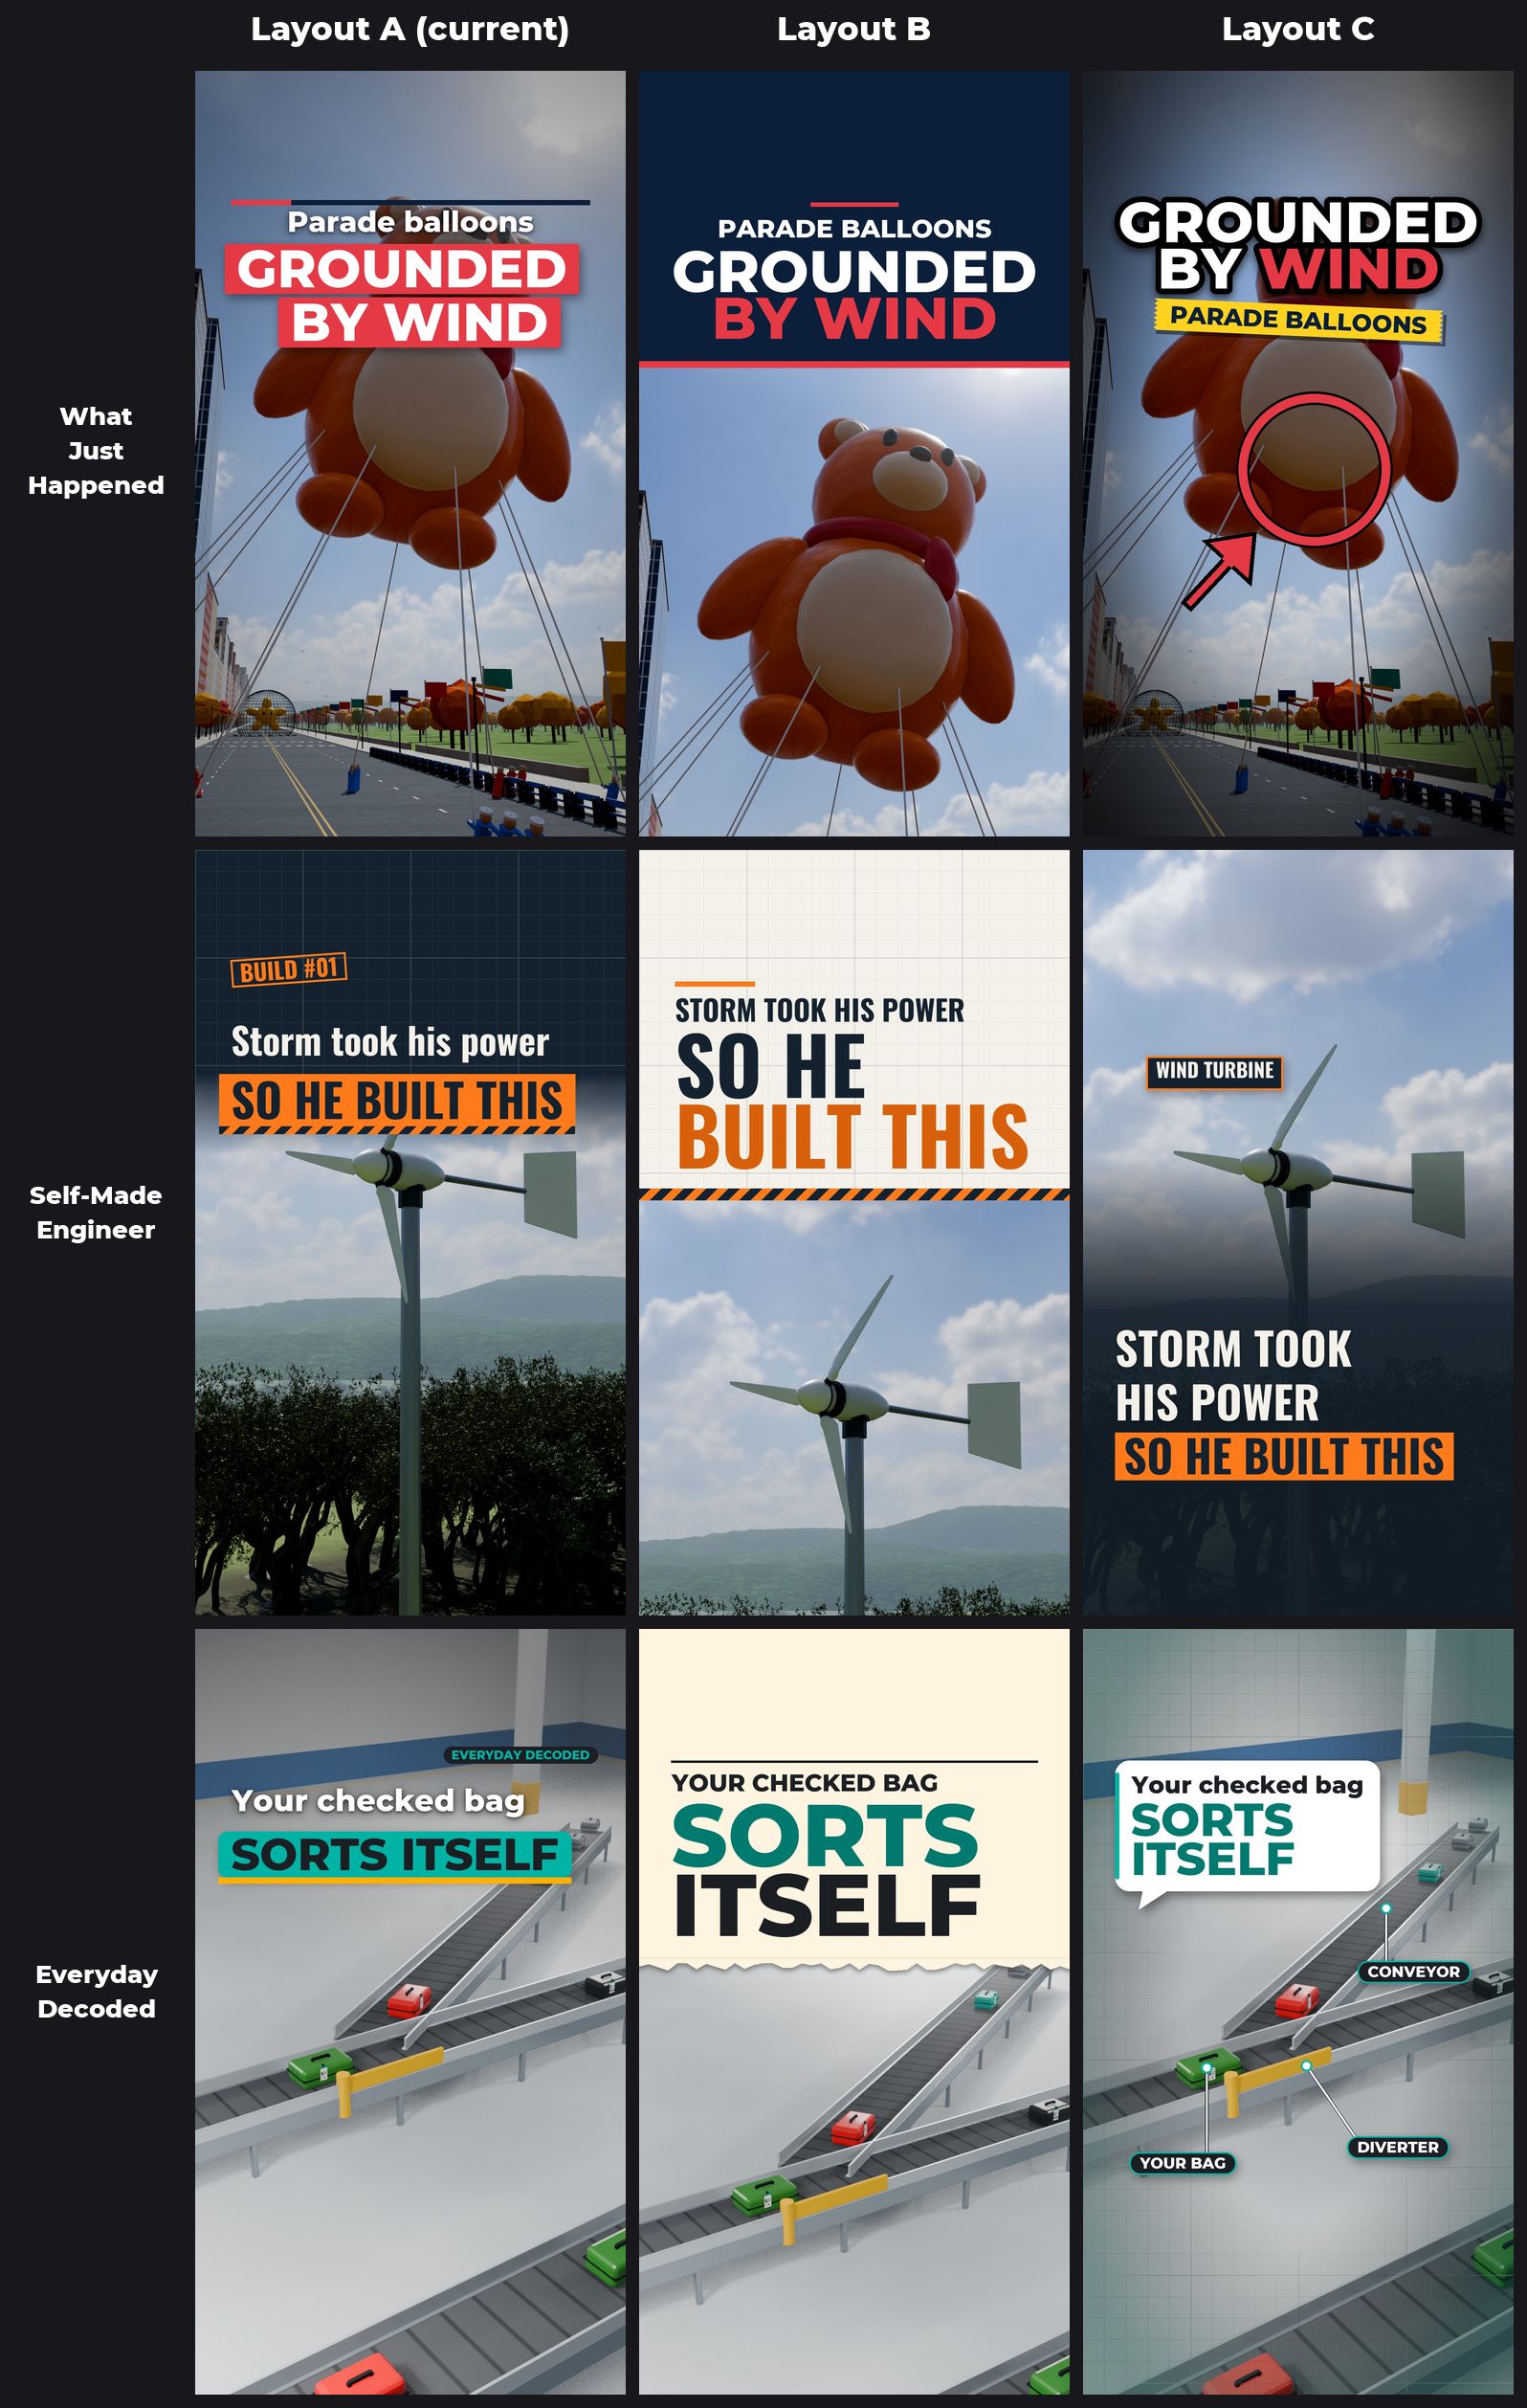 Layout A (current)
Layout B
Layout C
What
Just
Happened
Parade balloons
GROUNDED
BY WIND
PARADE BALLOONS
GROUNDED
BY WIND
GROUNDED
BY WIND
PARADE BALLOONS
Self-Made
Engineer
BUILD #01
Storm took his power
SO HE BUILT THIS
STORM TOOK HIS POWER
SO HE
BUILT THIS
WIND TURBINE
STORM TOOK
HIS POWER
SO HE BUILT THIS
Everyday
Decoded
EVERYDAY DECODED
Your checked bag
SORTS ITSELF
YOUR CHECKED BAG
SORTS
ITSELF
Your checked bag
SORTS
ITSELF
CONVEYOR
DIVERTER
YOUR BAG